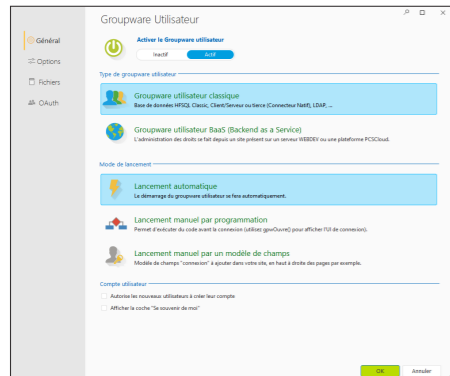 Groupware Utilisateur
Général
Options
Fichiers
OAuth
Activer le Groupware utilisateur
Inactif
Actif
Type de groupware utilisateur
Groupware utilisateur classique
Base de données HFSQL Classic, Client/Serveur ou tierce (Connecteur Natif), LDAP, ...
Groupware utilisateur BaaS (Backend as a Service)
L'administration des droits se fait depuis un site présent sur un serveur WEBDEV ou une plateforme PCSCloud.
Mode de lancement
Lancement automatique
Le démarrage du groupware utilisateur se fera automatiquement.
Lancement manuel par programmation
Permet d'exécuter du code avant la connexion (utilisez gpwOuvre() pour afficher l'UI de connexion).
Lancement manuel par un modèle de champs
Modèle de champs "connexion" à ajouter dans votre site, en haut à droite des pages par exemple.
Compte utilisateur
Autorise les nouveaux utilisateurs à créer leur compte
Afficher la coche "Se souvenir de moi"
OK
Annuler